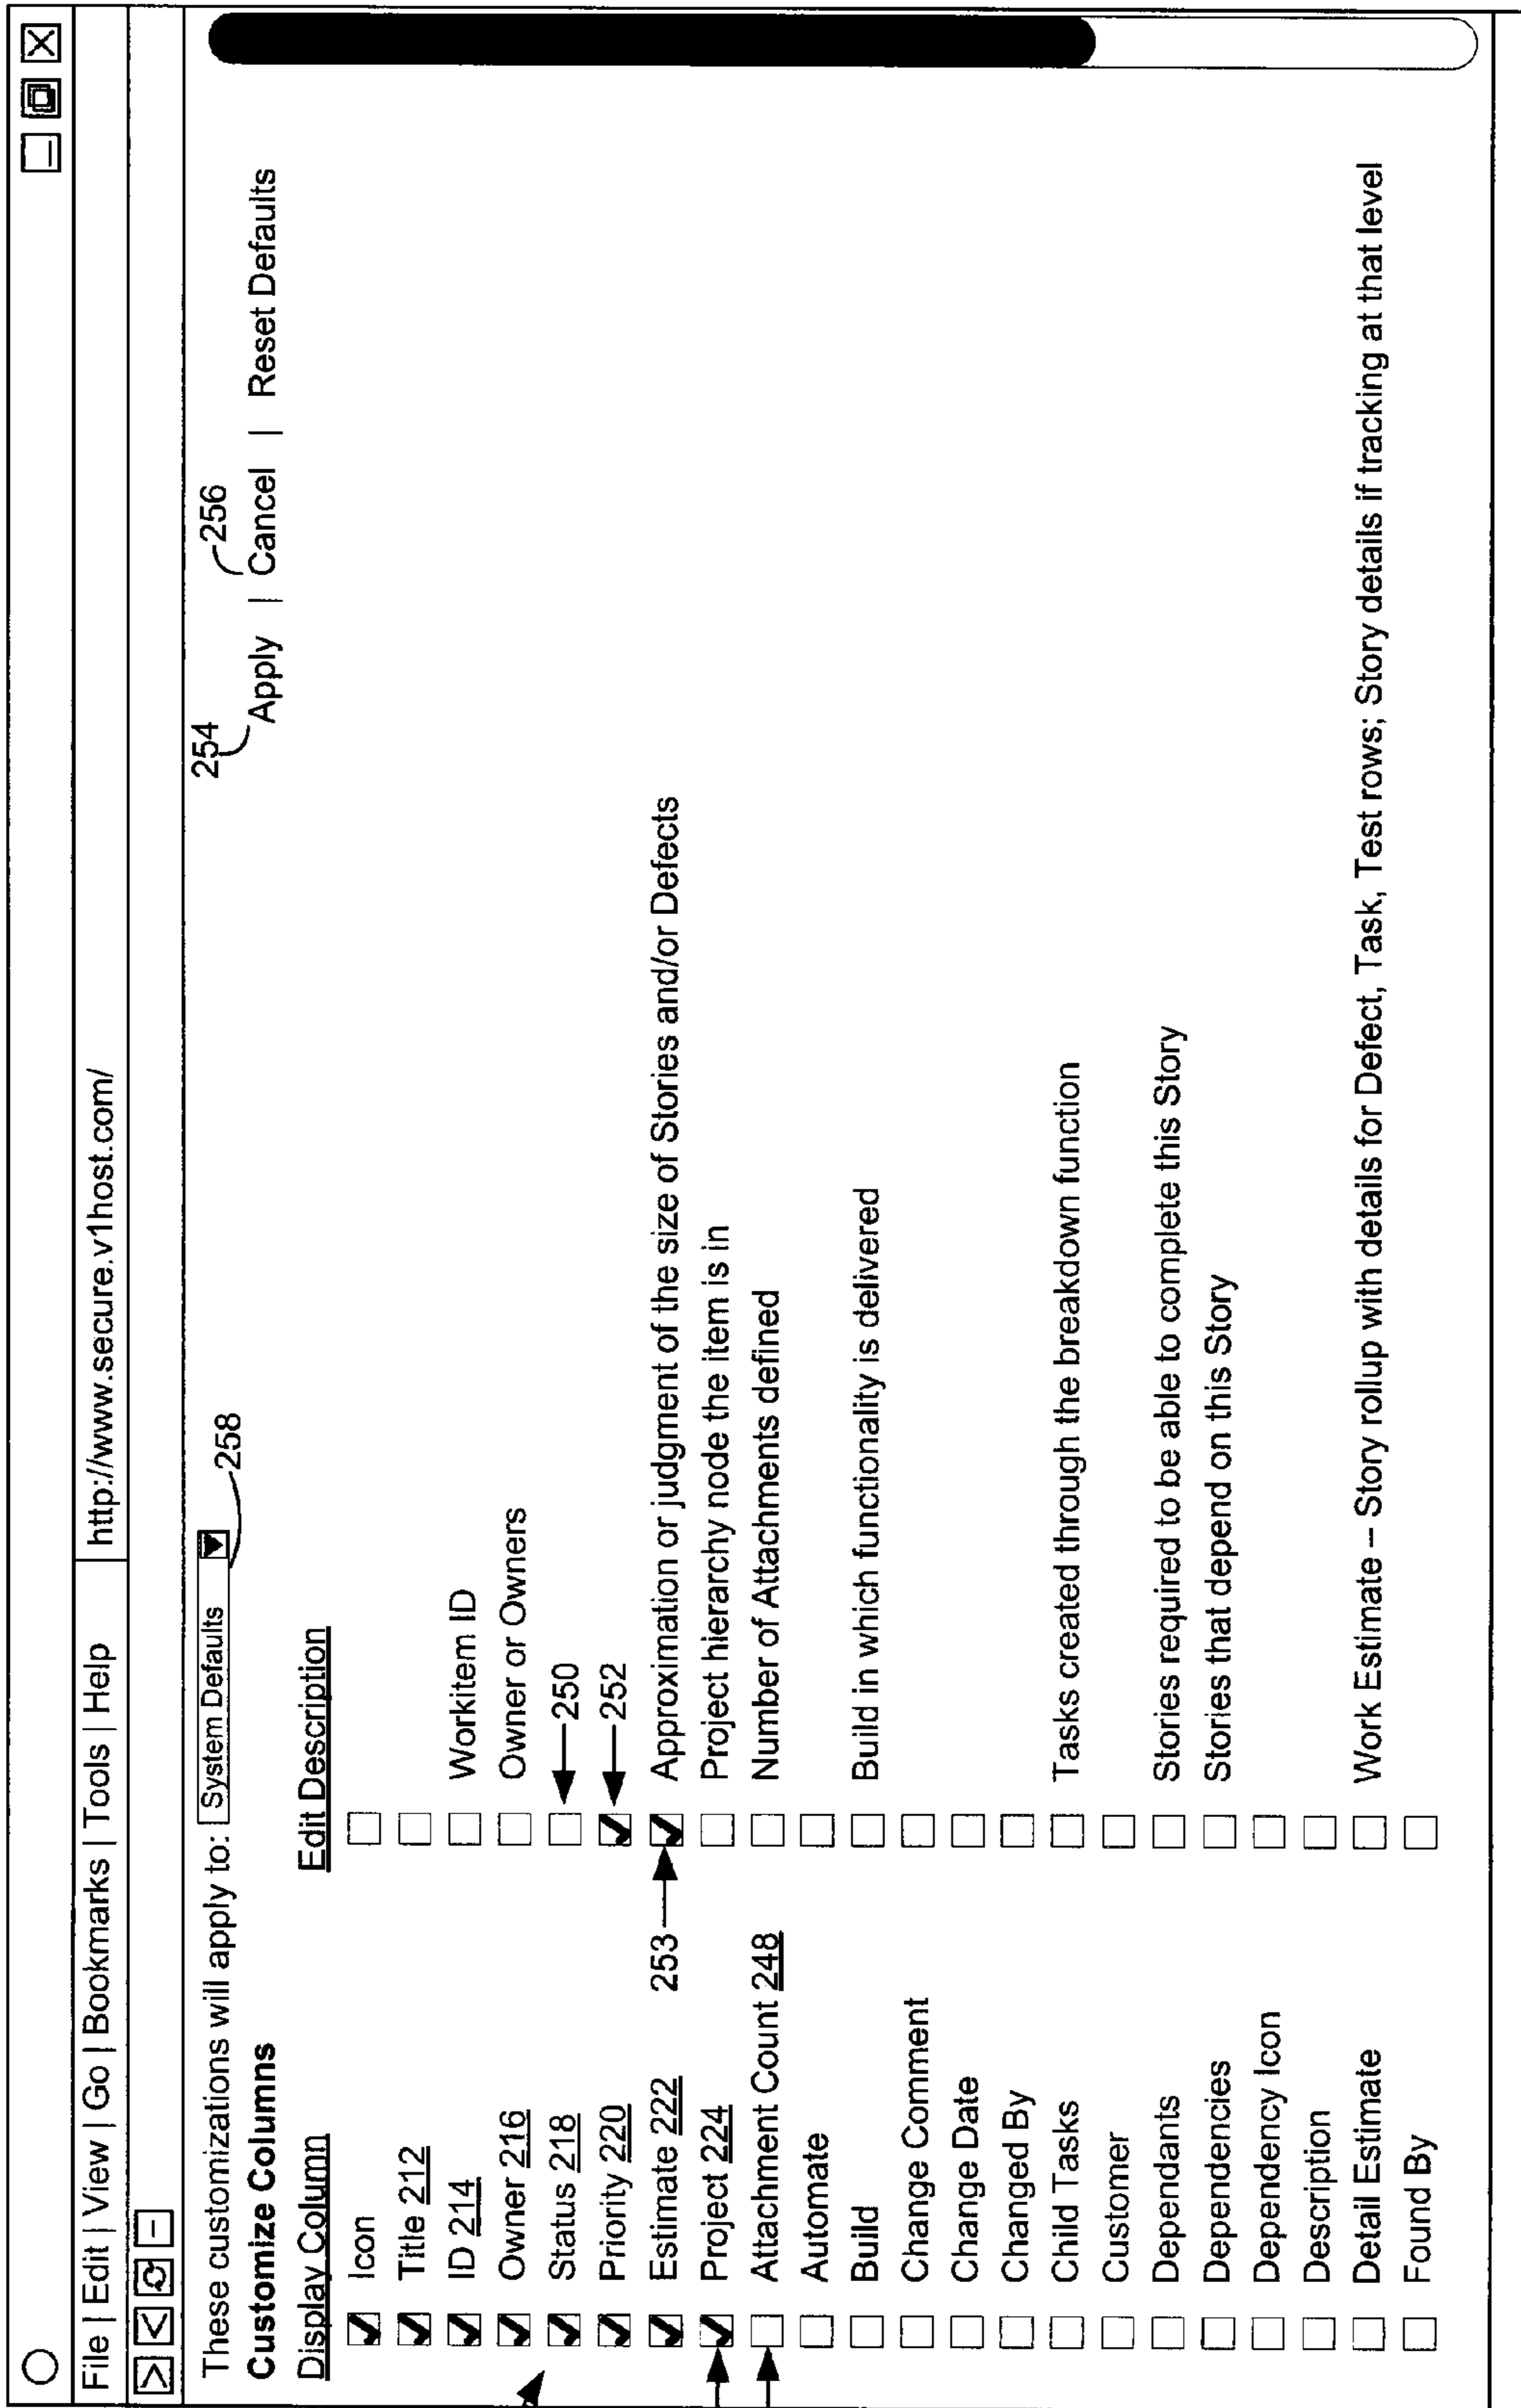 File | Edit | View | Go | Bookmarks | Tools | Help
http://www.secure.v1host.com/
These customizations will apply to: System Defaults
258
254
256
Customize Columns
Apply | Cancel | Reset Defaults
Display Column Edit Description
Icon
Title 212
ID 214 Workitem ID
Owner 216 Owner or Owners
Status 218 250
Priority 220 252
Estimate 222 253 Approximation or judgment of the size of Stories and/or Defects
Project 224 Project hierarchy node the item is in
Attachment Count 248 Number of Attachments defined
Automate
Build Build in which functionality is delivered
Change Comment
Change Date
Changed By
Child Tasks Tasks created through the breakdown function
Customer
Dependants Stories required to be able to complete this Story
Dependencies Stories that depend on this Story
Dependency Icon
Description
Detail Estimate Work Estimate – Story rollup with details for Defect, Task, Test rows; Story details if tracking at that level
Found By